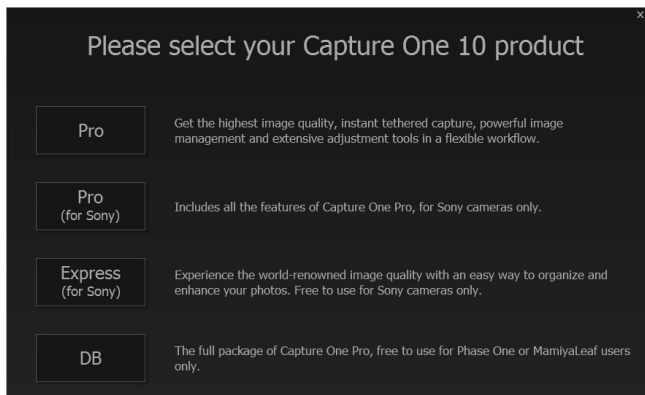 x
Please select your Capture One 10 product
Pro
Get the highest image quality, instant tethered capture, powerful image
management and extensive adjustment tools in a flexible workflow.
Pro
(for Sony)
Includes all the features of Capture One Pro, for Sony cameras only.
Express
(for Sony)
Experience the world-renowned image quality with an easy way to organize and
enhance your photos. Free to use for Sony cameras only.
DB
The full package of Capture One Pro, free to use for Phase One or MamiyaLeaf users
only.